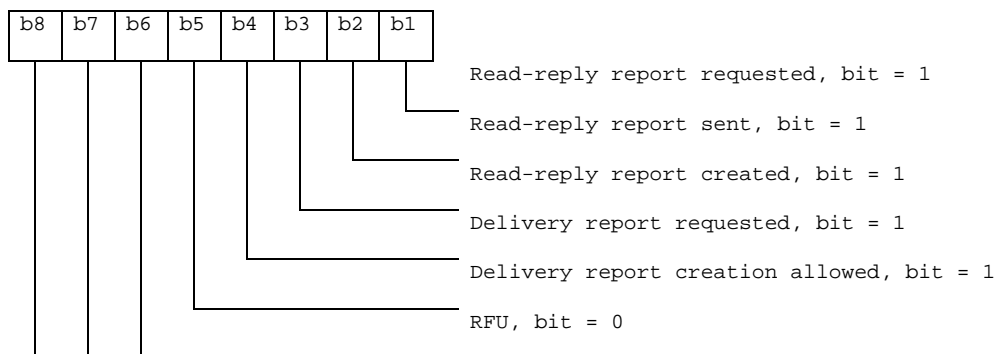 b8 b7 b6 b5 b4 b3 b2 b1
Read-reply report requested, bit = 1
Read-reply report sent, bit = 1
Read-reply report created, bit = 1
Delivery report requested, bit = 1
Delivery report creation allowed, bit = 1
RFU, bit = 0